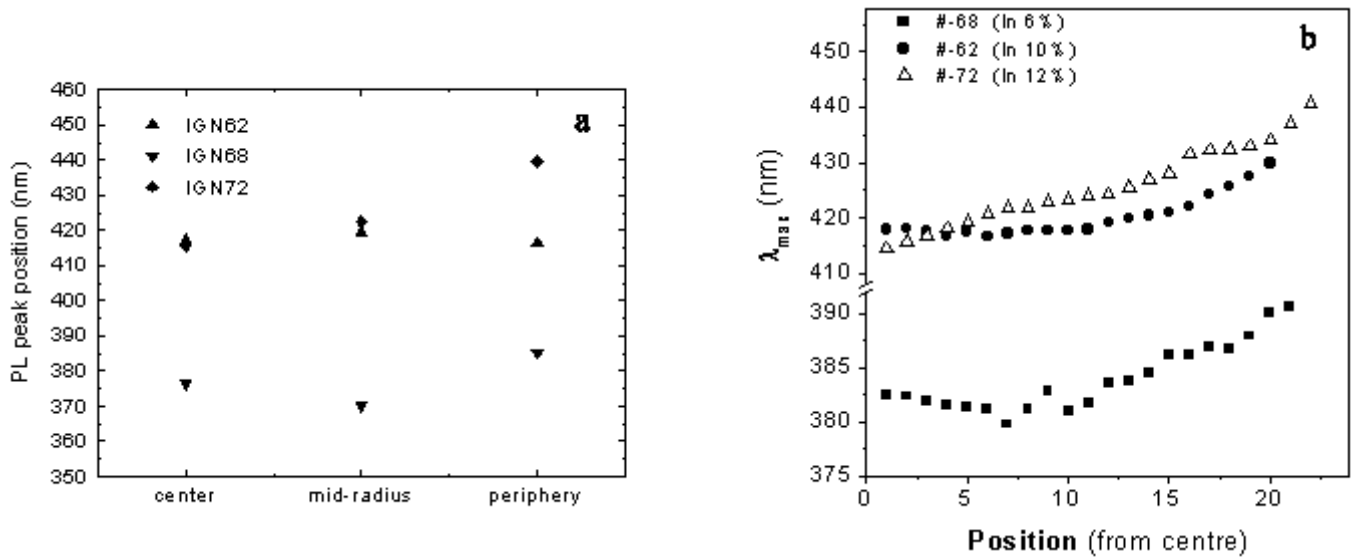 a
460
450
440
430
420
410
400
390
380
370
360
350
PL peak position (nm)
IGN62
IGN68
IGN72
center mid-radius periphery
b
#-68 (In 6%)
#-62 (In 10%)
#-72 (In 12%)
450
440
430
420
410
390
385
380
375
λmax (nm)
0 5 10 15 20
Position (from centre)